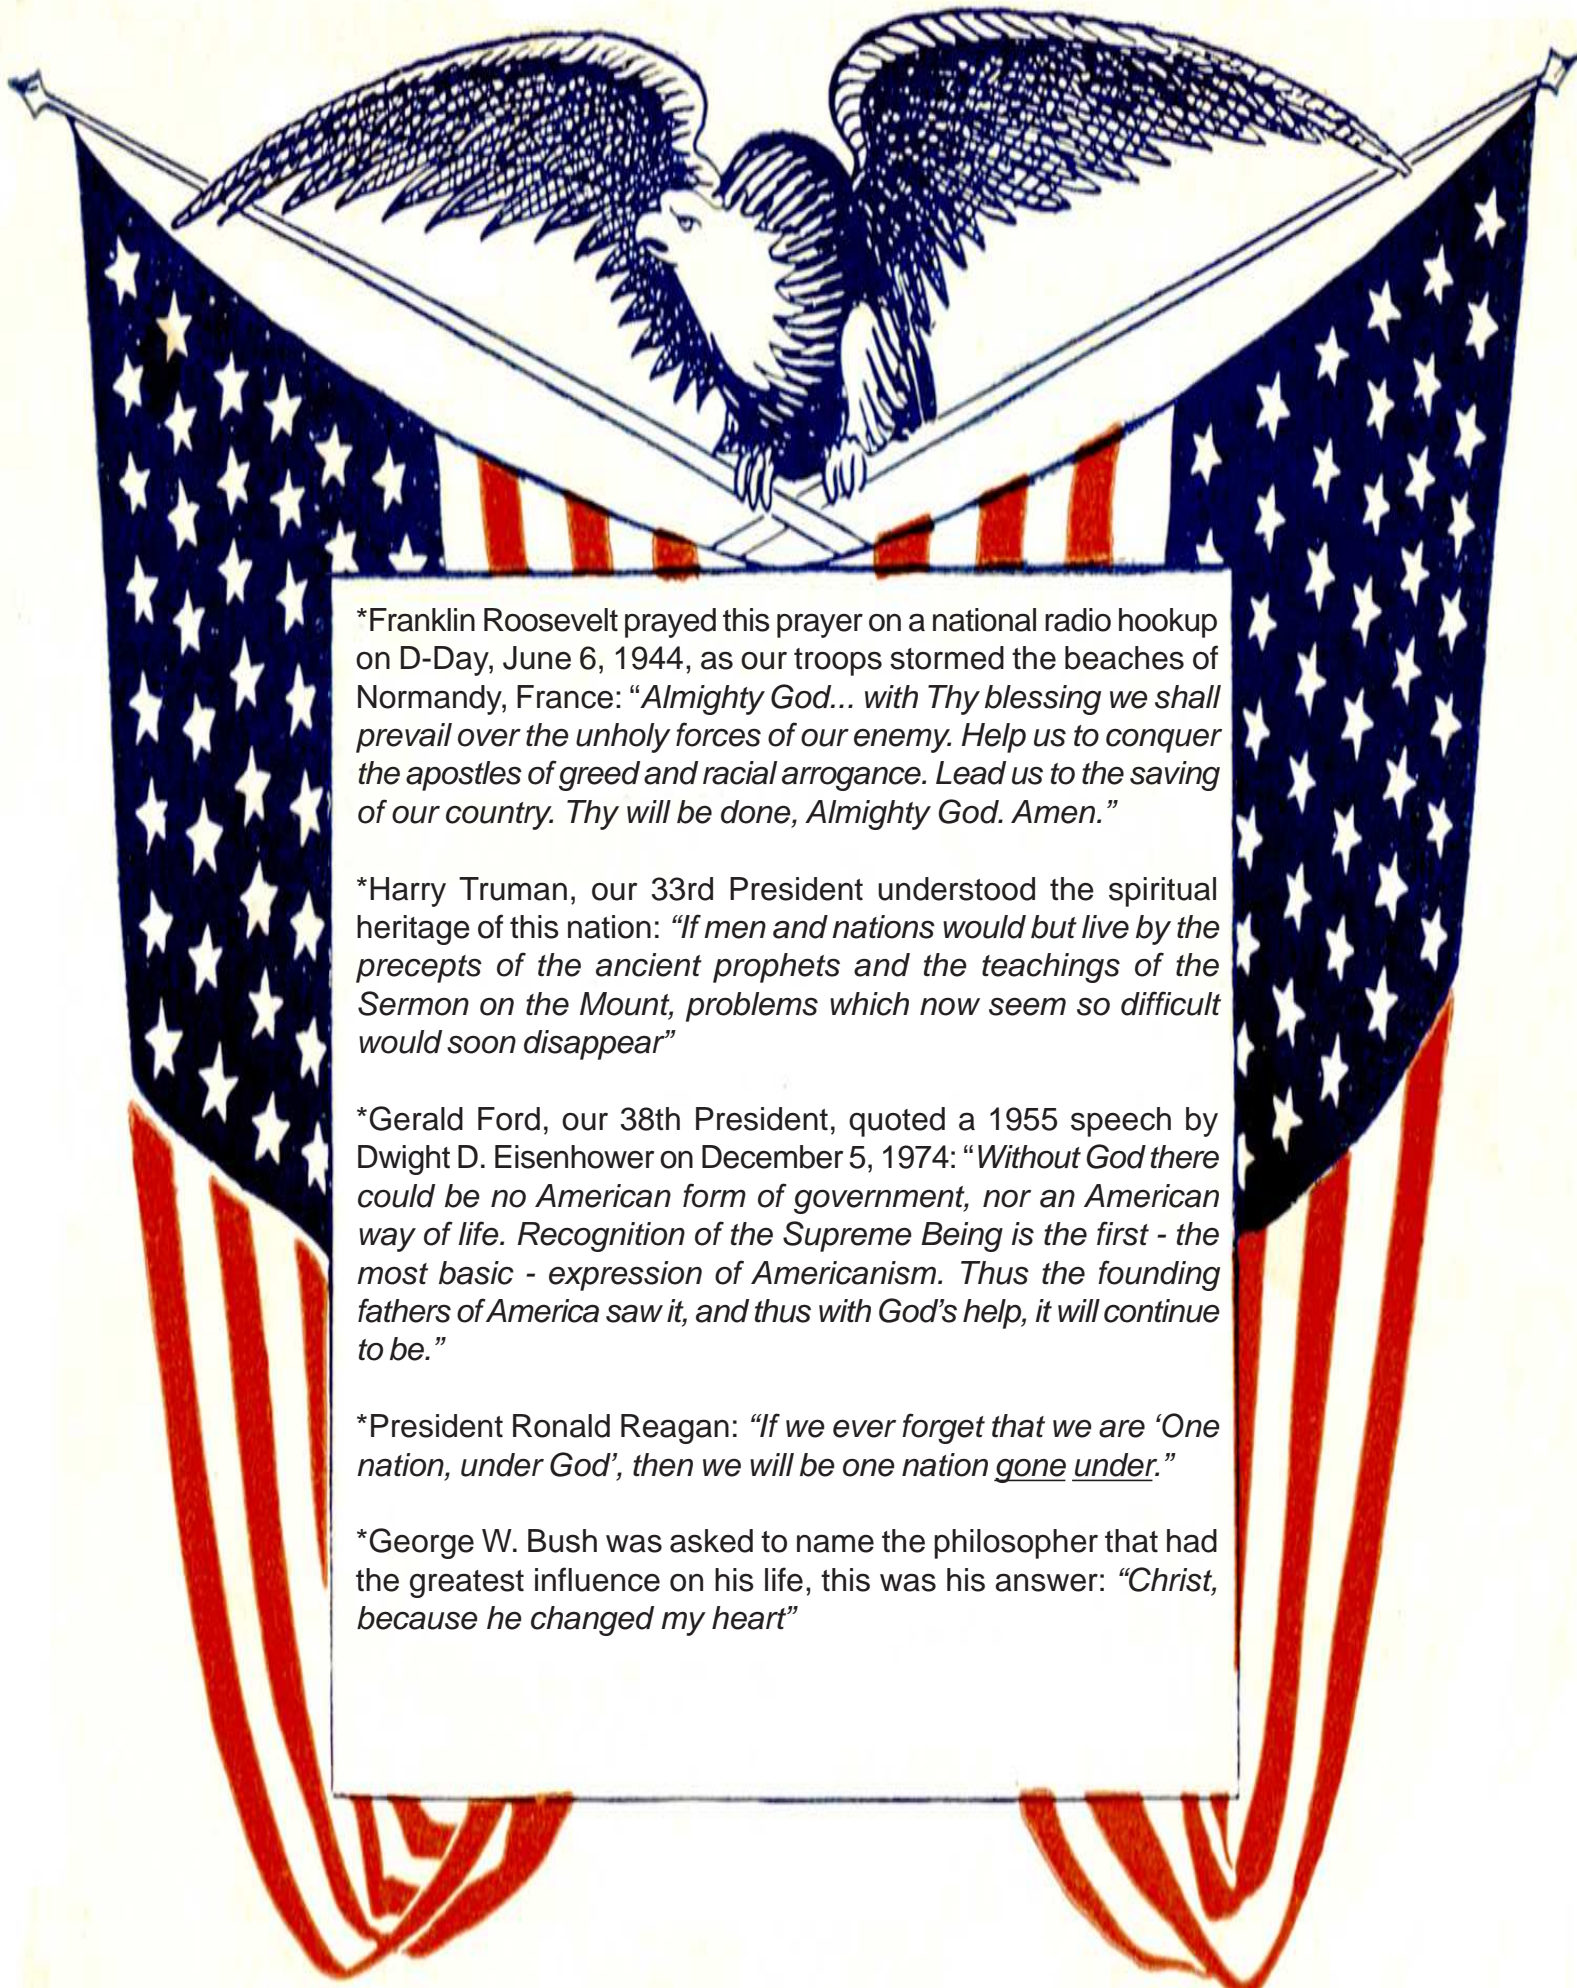 *Franklin Roosevelt prayed this prayer on a national radio hookup
on D-Day, June 6, 1944, as our troops stormed the beaches of
Normandy, France: “Almighty God... with Thy blessing we shall
prevail over the unholy forces of our enemy. Help us to conquer
the apostles of greed and racial arrogance. Lead us to the saving
of our country. Thy will be done, Almighty God. Amen.”
*Harry Truman, our 33rd President understood the spiritual
heritage of this nation: “If men and nations would but live by the
precepts of the ancient prophets and the teachings of the
Sermon on the Mount, problems which now seem so difficult
would soon disappear”
*Gerald Ford, our 38th President, quoted a 1955 speech by
Dwight D. Eisenhower on December 5, 1974: “Without God there
could be no American form of government, nor an American
way of life. Recognition of the Supreme Being is the first - the
most basic - expression of Americanism. Thus the founding
fathers of America saw it, and thus with God’s help, it will continue
to be.”
*President Ronald Reagan: “If we ever forget that we are ‘One
nation, under God’, then we will be one nation gone under.”
*George W. Bush was asked to name the philosopher that had
the greatest influence on his life, this was his answer: “Christ,
because he changed my heart”